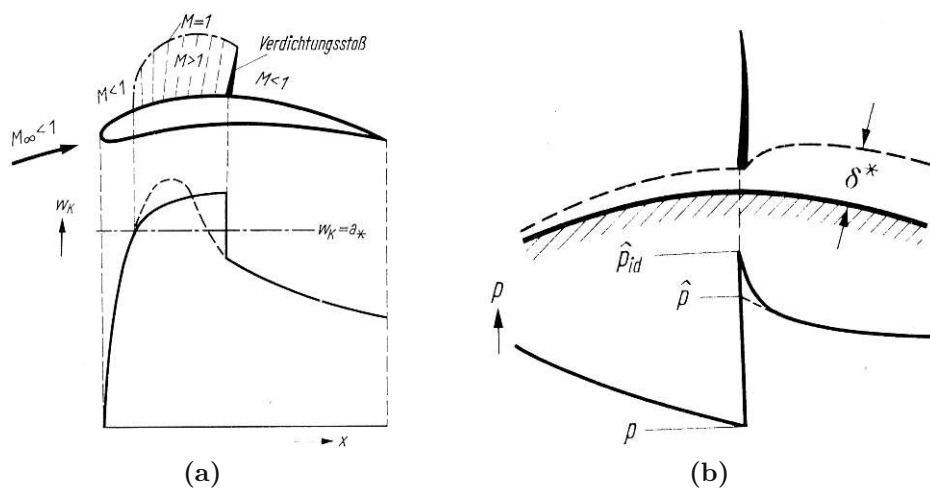 M=1
M>1
Verdichtungsstoß
M<1
M<1
M∞<1
w_K
w_K=a_*
x
(a)
δ*
p̂_id
p̂
p
p
(b)